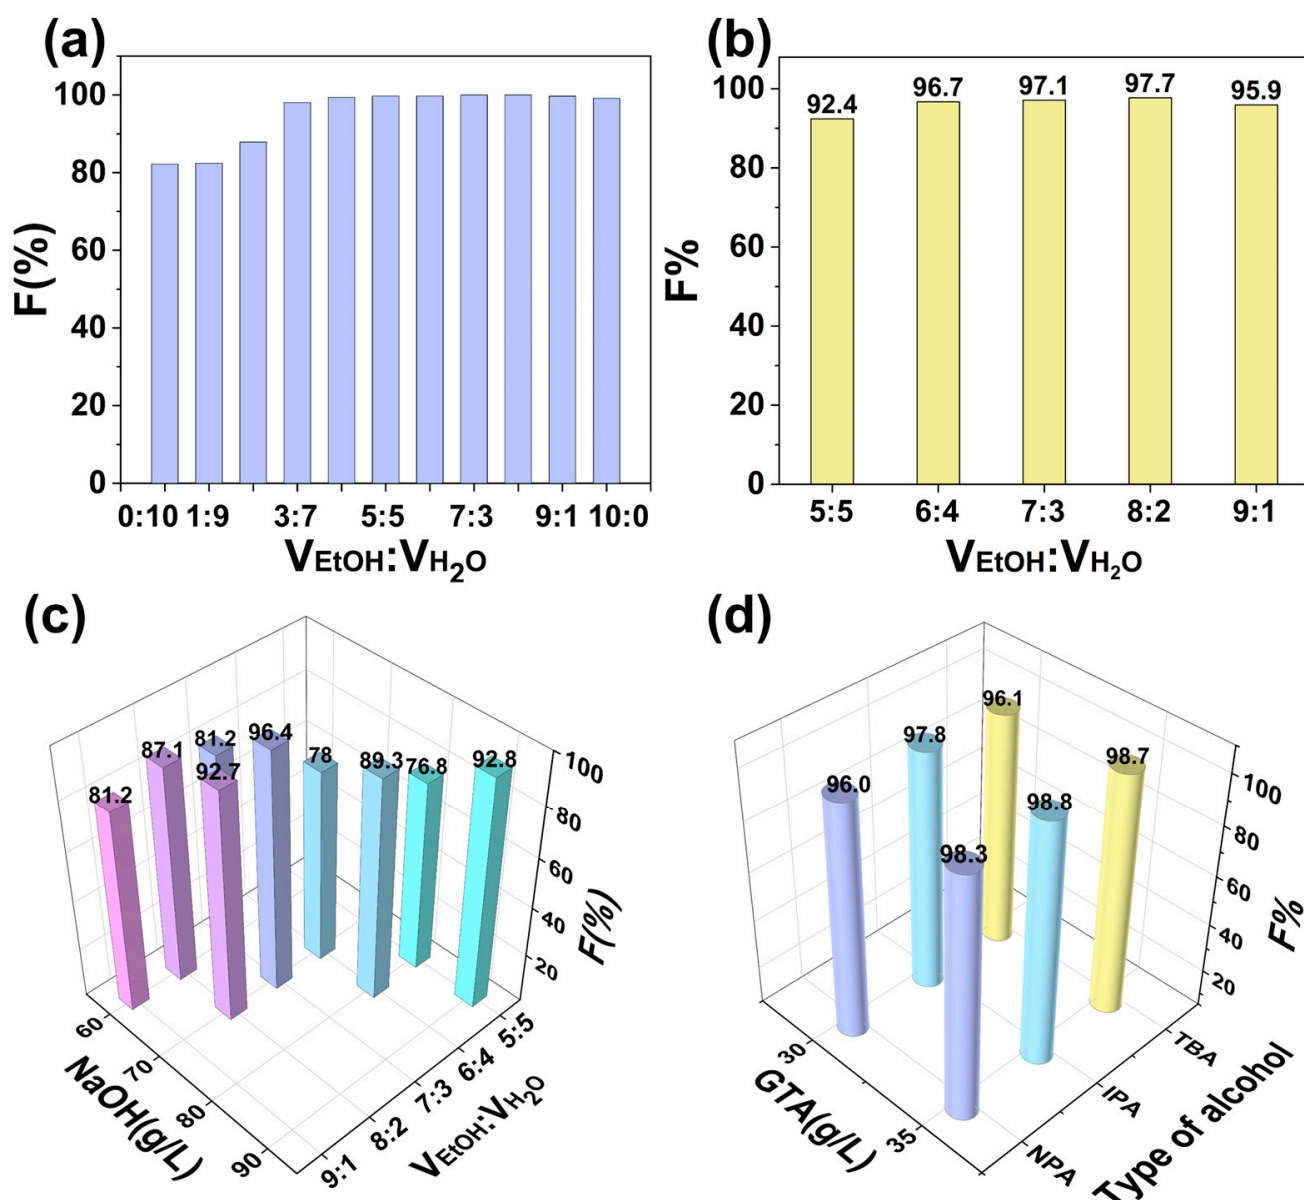 (a)
F(%)
100
80
60
40
20
0
0:10 1:9 3:7 5:5 7:3 9:1 10:0
VEtOH:VH2O
(b)
F%
100
80
60
40
20
0
92.4 96.7 97.1 97.7 95.9
5:5 6:4 7:3 8:2 9:1
VEtOH:VH2O
(c)
81.2 87.1 81.2 92.7 96.4 78 89.3 76.8 92.8
100
80
60
40
20
F(%)
60 70 80 90
NaOH(g/L)
9:1 8:2 7:3 6:4 5:5
VEtOH:VH2O
(d)
96.0 97.8 96.1 98.3 98.8 98.7
100
80
60
40
20
F%
30 35
GTA(g/L)
NPA IPA TBA
Type of alcohol